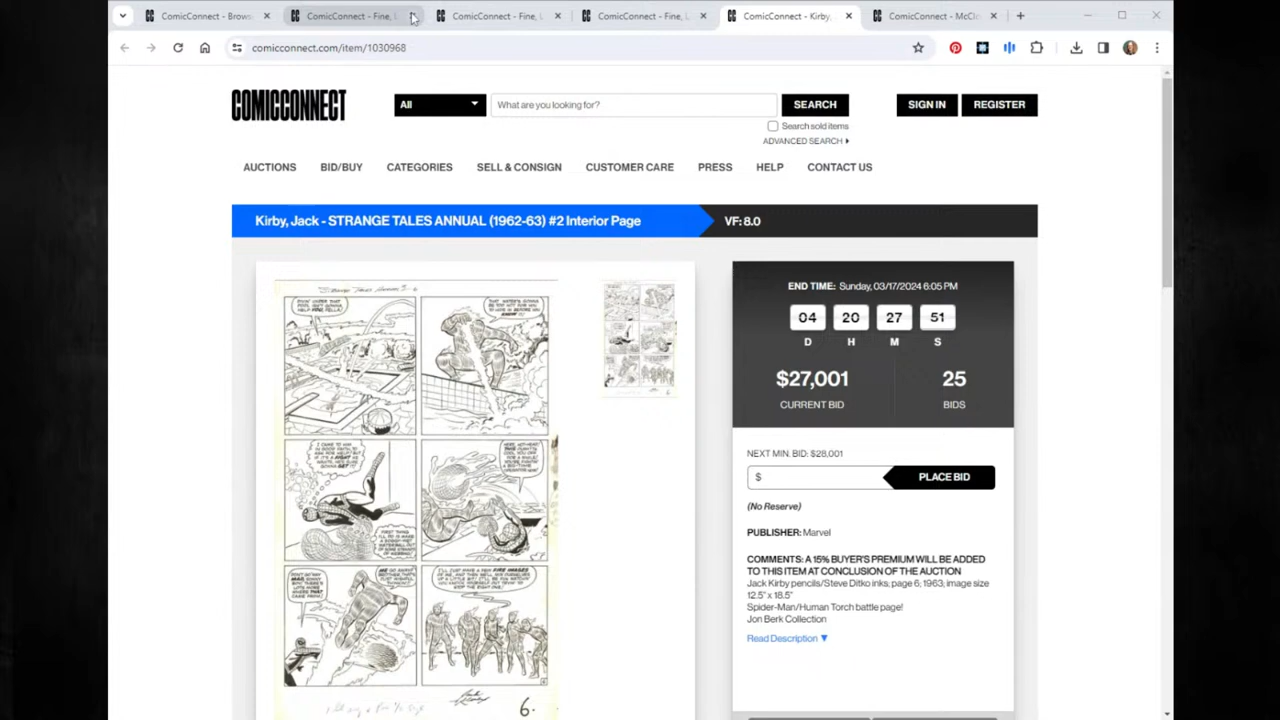 ComicConnect - Brows
ComicConnect - Fine, L
ComicConnect - Fine, L
ComicConnect - Fine, L
ComicConnect - Kirby,
ComicConnect - McCl
comicconnect.com/item/1030968
COMICCONNECT
All
What are you looking for?
SEARCH
SIGN IN
REGISTER
Search sold items
ADVANCED SEARCH
AUCTIONS
BID/BUY
CATEGORIES
SELL & CONSIGN
CUSTOMER CARE
PRESS
HELP
CONTACT US
Kirby, Jack - STRANGE TALES ANNUAL (1962-63) #2 Interior Page
VF: 8.0
END TIME: Sunday, 03/17/2024 6:05 PM
04 20 27 51
D H M S
$27,001
25
CURRENT BID
BIDS
NEXT MIN. BID: $28,001
$
PLACE BID
(No Reserve)
PUBLISHER: Marvel
COMMENTS: A 15% BUYER'S PREMIUM WILL BE ADDED
TO THIS ITEM AT CONCLUSION OF THE AUCTION
Jack Kirby pencils/Steve Ditko inks; page 6; 1963; image size
12.5" x 18.5"
Spider-Man/Human Torch battle page!
Jon Berk Collection
Read Description ▼
6.